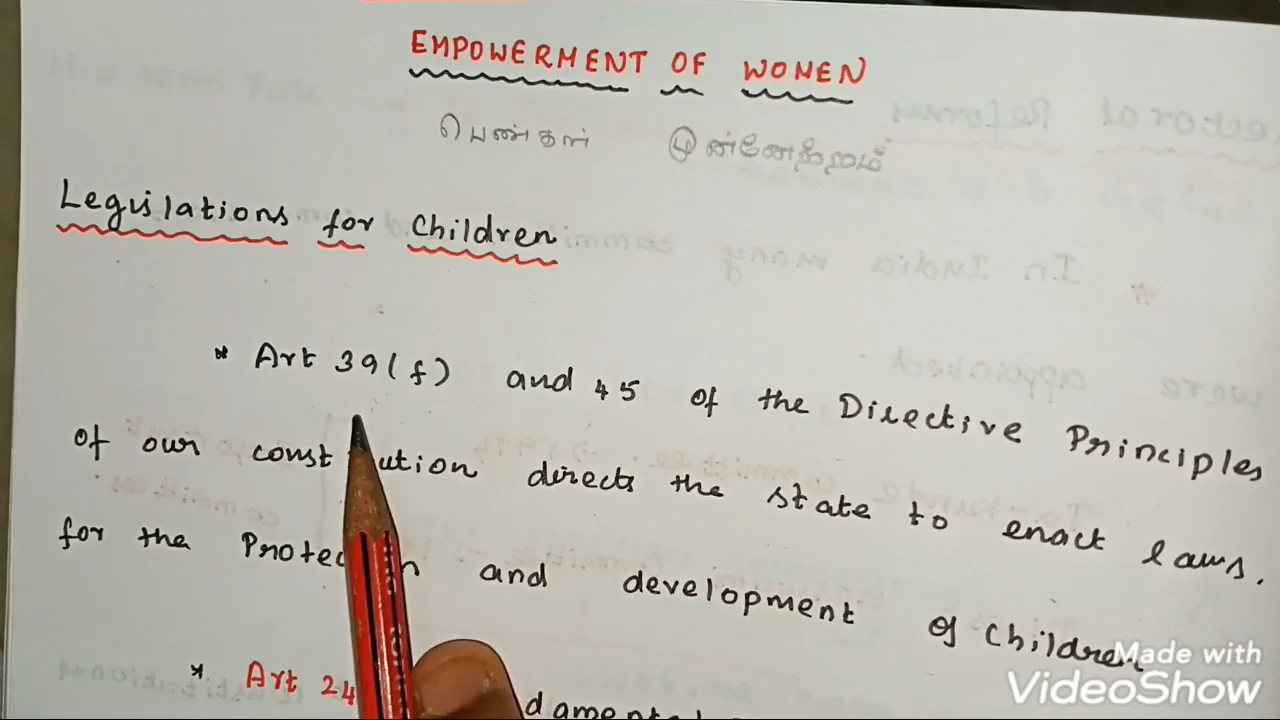 EMPOWERMENT OF WOMEN
பெண்கள் முன்னேற்றம்
Legislations for Children
* Art 39(f) and 45 of the Directive Principles
of our constitution directs the state to enact laws.
for the Protection and development of Children
* Art 24
Made with
VideoShow